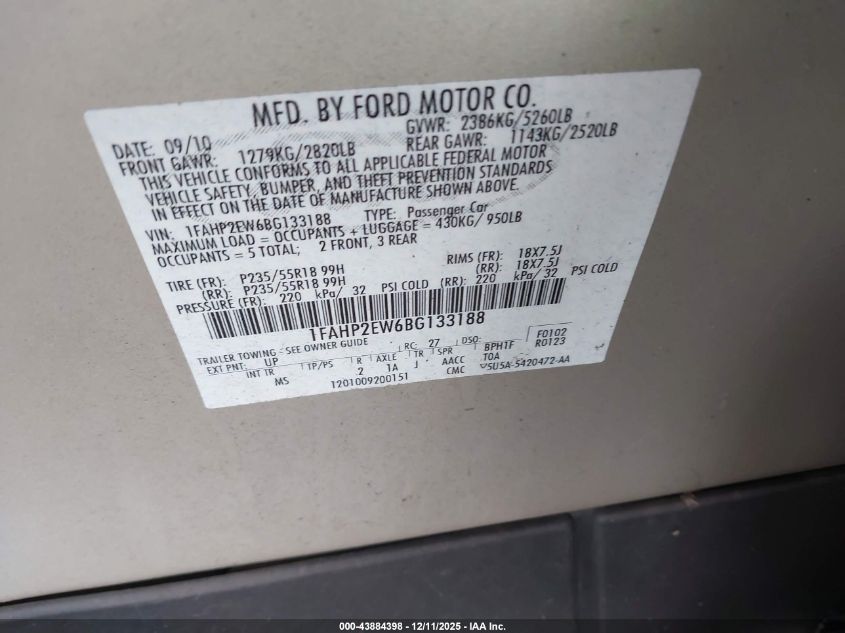 MFD. BY FORD MOTOR CO.
DATE: 09/10 GVWR: 2386KG/5260LB
FRONT GAWR: 1279KG/2820LB REAR GAWR: 1143KG/2520LB
THIS VEHICLE CONFORMS TO ALL APPLICABLE FEDERAL MOTOR
VEHICLE SAFETY, BUMPER, AND THEFT PREVENTION STANDARDS
IN EFFECT ON THE DATE OF MANUFACTURE SHOWN ABOVE.
VIN: 1FAHP2EW6BG133188 TYPE: Passenger Car
MAXIMUM LOAD = OCCUPANTS + LUGGAGE = 430KG/ 950LB
OCCUPANTS = 5 TOTAL; 2 FRONT, 3 REAR
TIRE (FR): P235/55R18 99H RIMS (FR): 18X7.5J
(RR): P235/55R18 99H (RR): 18X7.5J
PRESSURE (FR): 220 kPa/ 32 PSI COLD (RR): 220 kPa/ 32 PSI COLD
1FAHP2EW6BG133188
TRAILER TOWING - SEE OWNER GUIDE RC: 27 DSO: F0102
EXT PNT: UP BPH1F R0123
INT TR TP/PS R AXLE TR SPR TOA
MS 2 1A J AACC
CMC
1201009200151 5U5A-5420472-AA
000-43884398 - 12/11/2025 - IAA Inc.